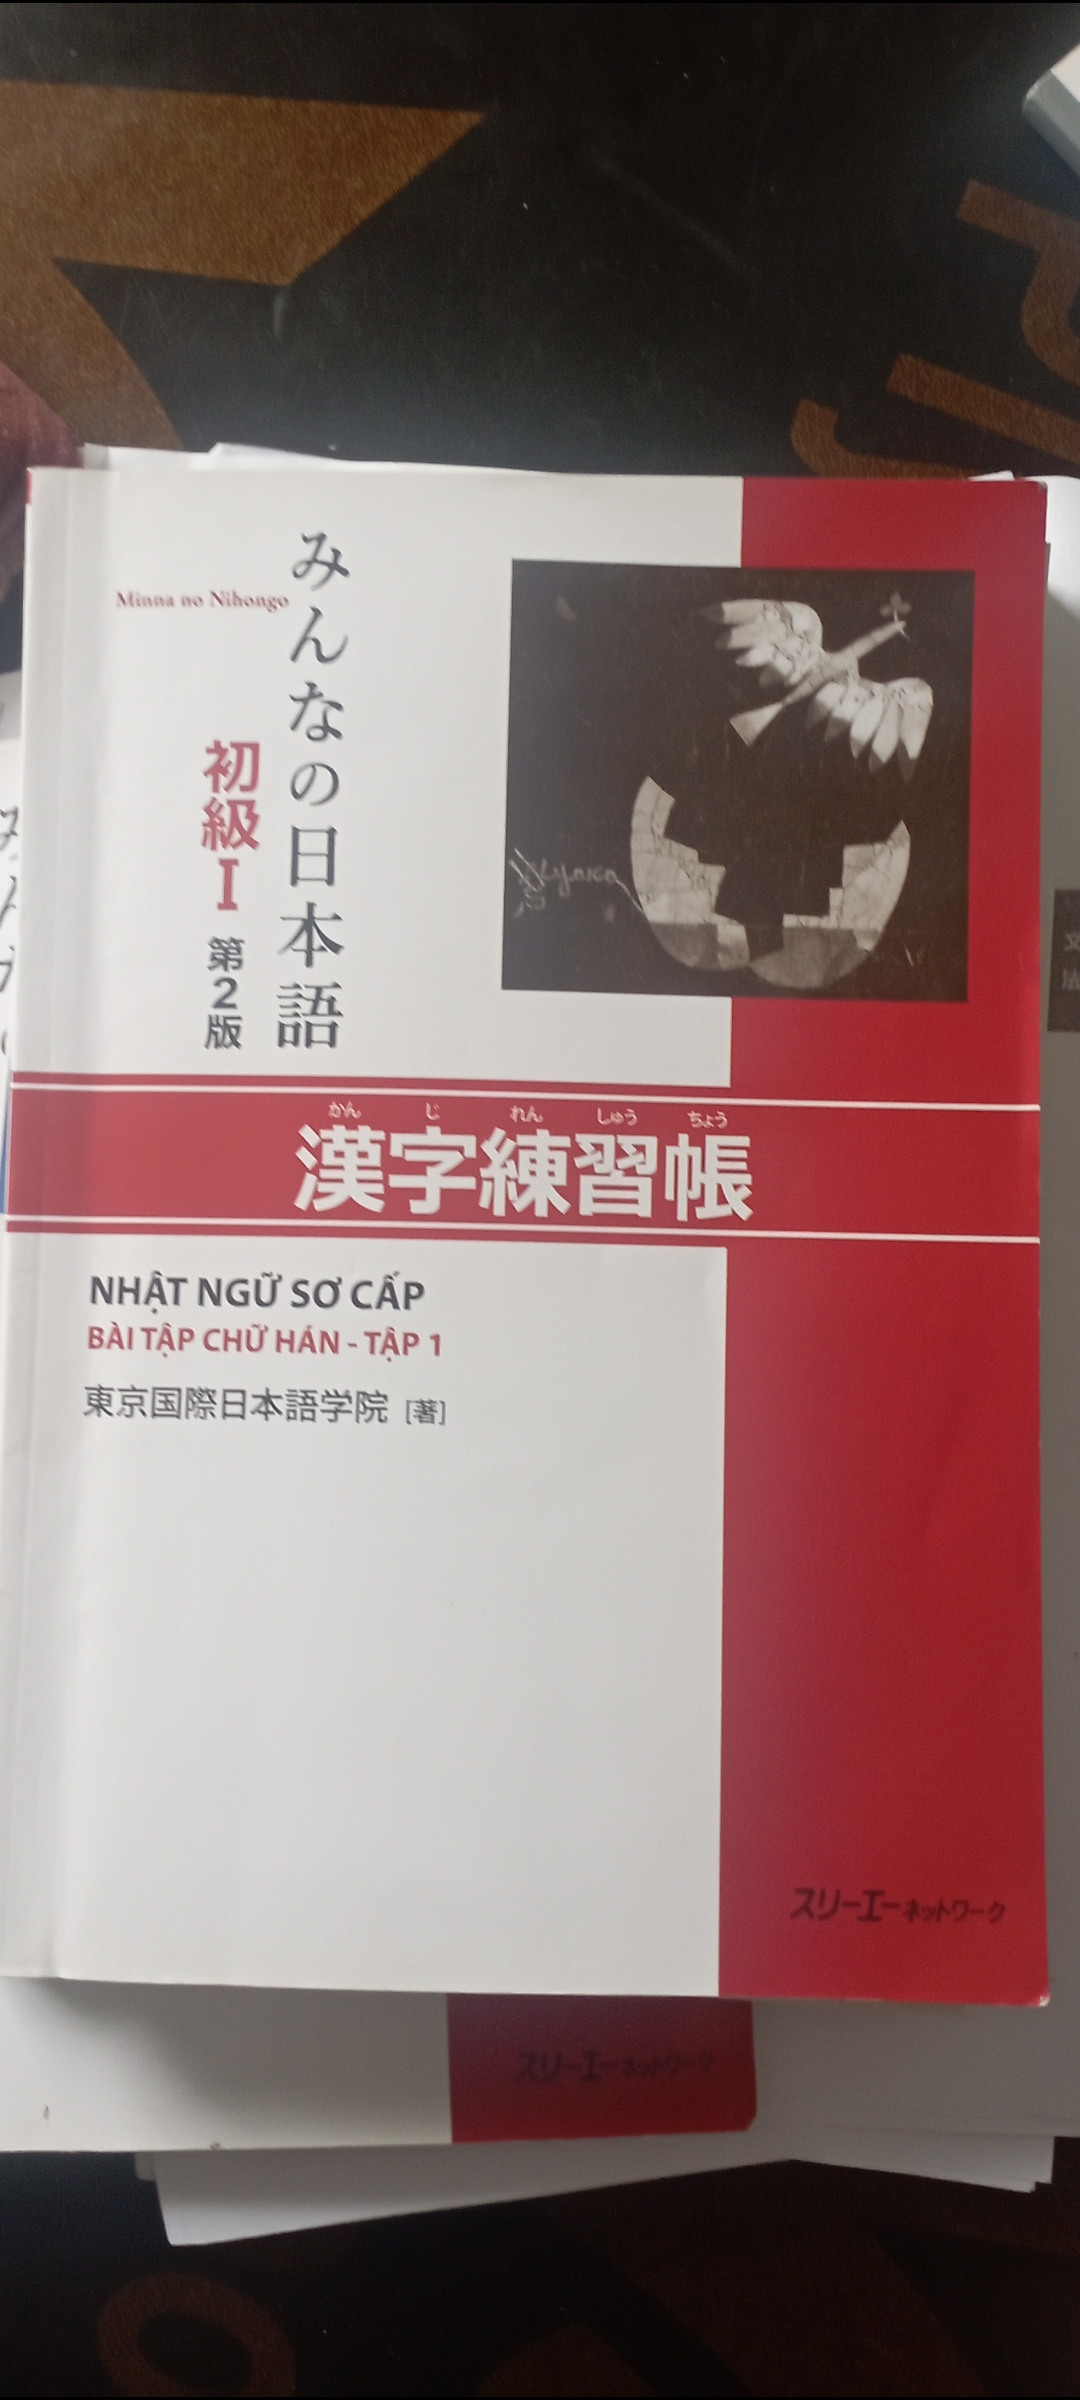 みんなの日本語
Minna no Nihongo
初級I
第2版
かん じ れん しゅう ちょう
漢字練習帳
NHẬT NGỮ SƠ CẤP
BÀI TẬP CHỮ HÁN - TẬP 1
東京国際日本語学院 [著]
スリーエーネットワーク
スリーエーネットワーク